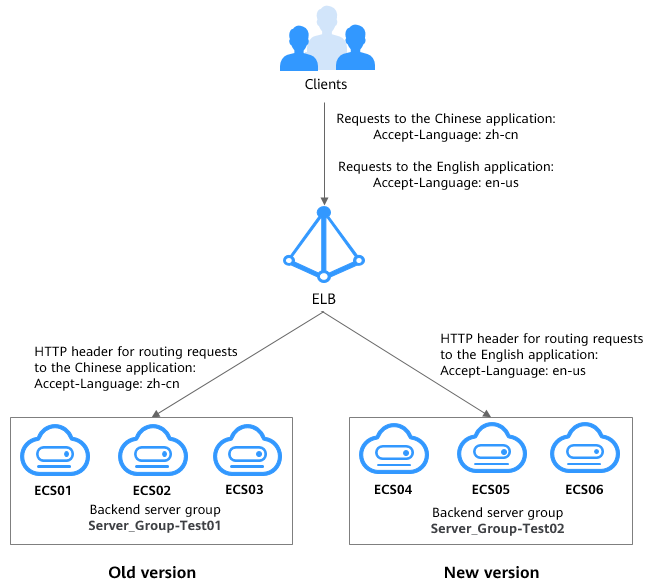 Clients
Requests to the Chinese application:
Accept-Language: zh-cn
Requests to the English application:
Accept-Language: en-us
ELB
HTTP header for routing requests
to the Chinese application:
Accept-Language: zh-cn
HTTP header for routing requests
to the English application:
Accept-Language: en-us
ECS01
ECS02
ECS03
Backend server group
Server_Group-Test01
ECS04
ECS05
ECS06
Backend server group
Server_Group-Test02
Old version
New version